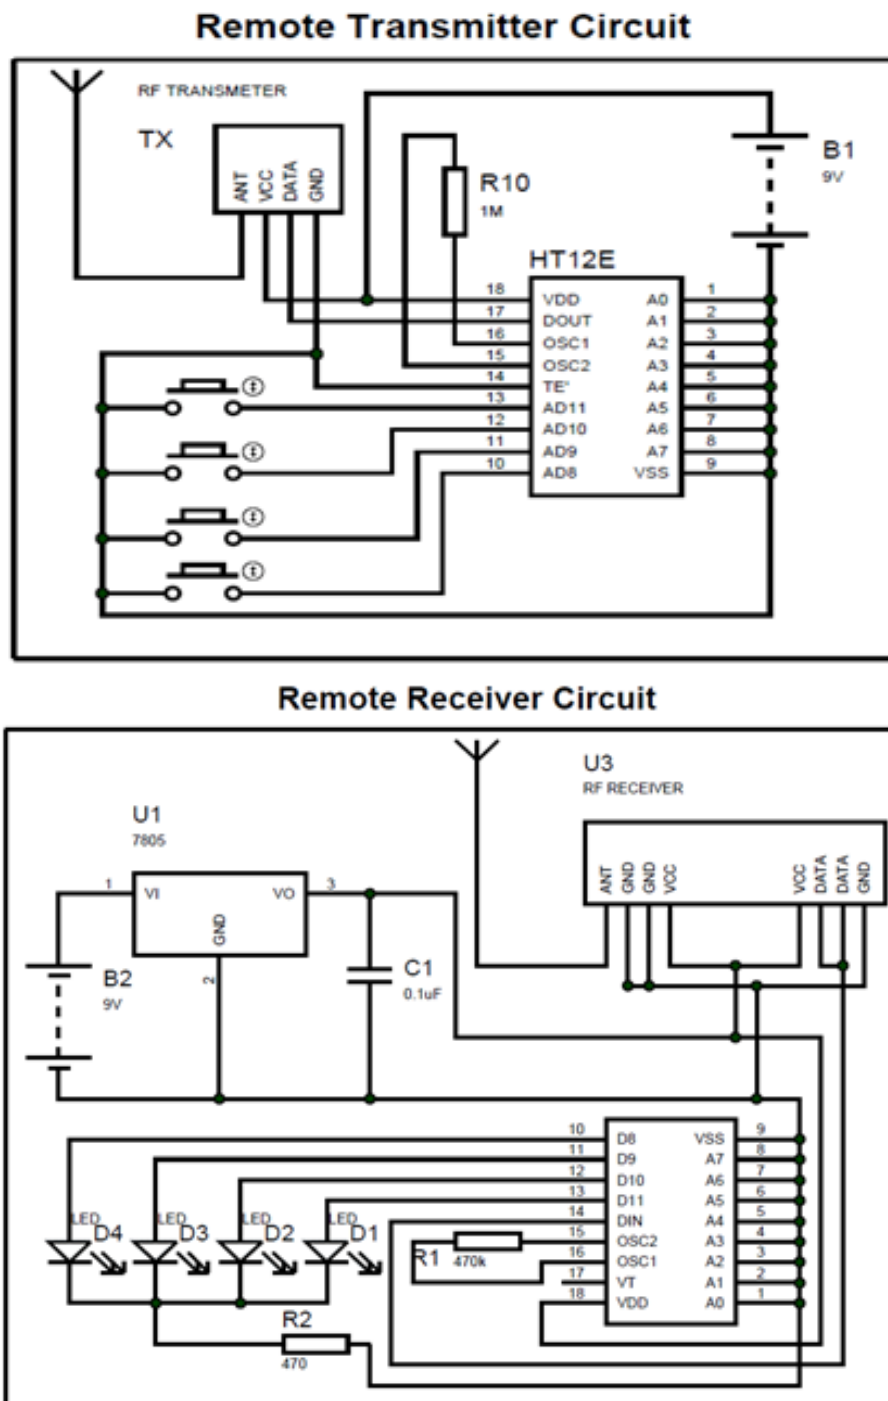 Remote Transmitter Circuit
RF TRANSMETER
TX
ANT
VCC
DATA
GND
R10
1M
B1
9V
HT12E
18 VDD A0 1
17 DOUT A1 2
16 OSC1 A2 3
15 OSC2 A3 4
14 TE' A4 5
13 AD11 A5 6
12 AD10 A6 7
11 AD9 A7 8
10 AD8 VSS 9
Remote Receiver Circuit
U3
RF RECEIVER
ANT
GND
GND
VCC
VCC
DATA
DATA
GND
U1
7805
1 VI VO 3
GND
2
B2
9V
C1
0.1uF
10 D8 VSS 9
11 D9 A7 8
12 D10 A6 7
13 D11 A5 6
14 DIN A4 5
15 OSC2 A3 4
16 OSC1 A2 3
17 VT A1 2
18 VDD A0 1
LED
D4
LED
D3
LED
D2
LED
D1
R1
470k
R2
470